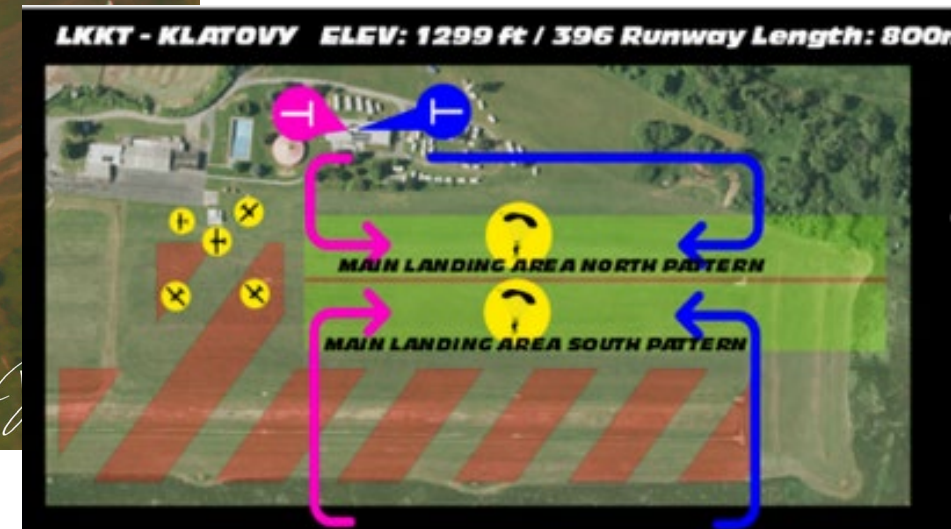 LKKT - KLATOVY ELEV: 1299 ft / 396 Runway Length: 800
MAIN LANDING AREA NORTH PATTERN
MAIN LANDING AREA SOUTH PATTERN